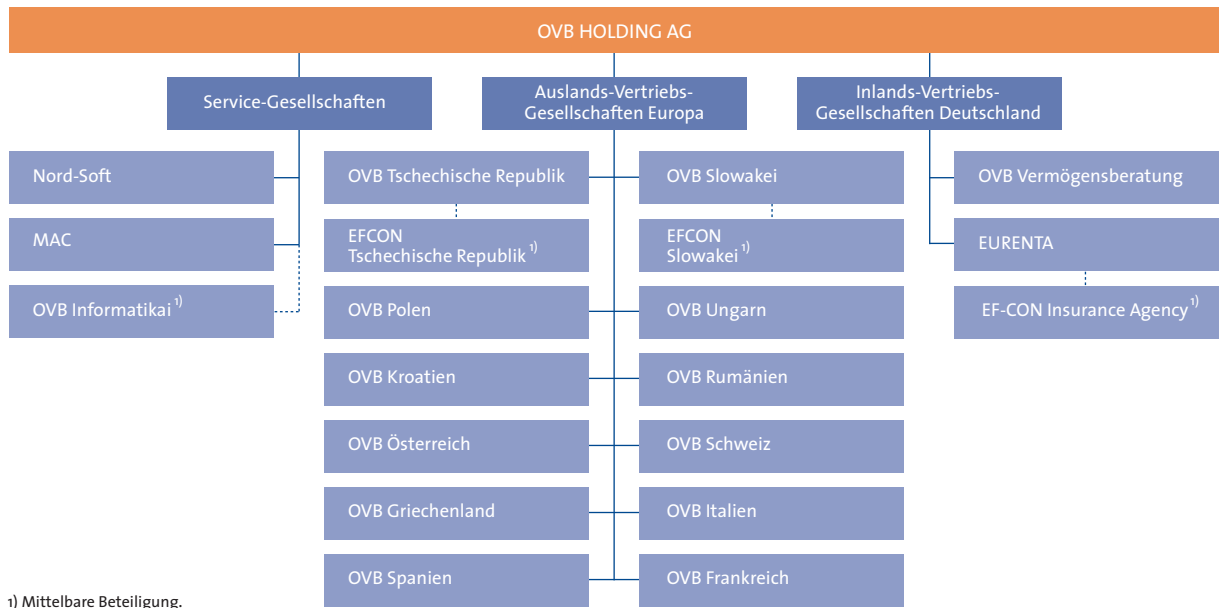 OVB HOLDING AG
Service-Gesellschaften
Auslands-Vertriebs-
Gesellschaften Europa
Inlands-Vertriebs-
Gesellschaften Deutschland
Nord-Soft
MAC
OVB Informatikai ¹⁾
OVB Tschechische Republik
EFCON
Tschechische Republik ¹⁾
OVB Polen
OVB Kroatien
OVB Österreich
OVB Griechenland
OVB Spanien
OVB Slowakei
EFCON
Slowakei ¹⁾
OVB Ungarn
OVB Rumänien
OVB Schweiz
OVB Italien
OVB Frankreich
OVB Vermögensberatung
EURENTA
EF-CON Insurance Agency ¹⁾
1) Mittelbare Beteiligung.